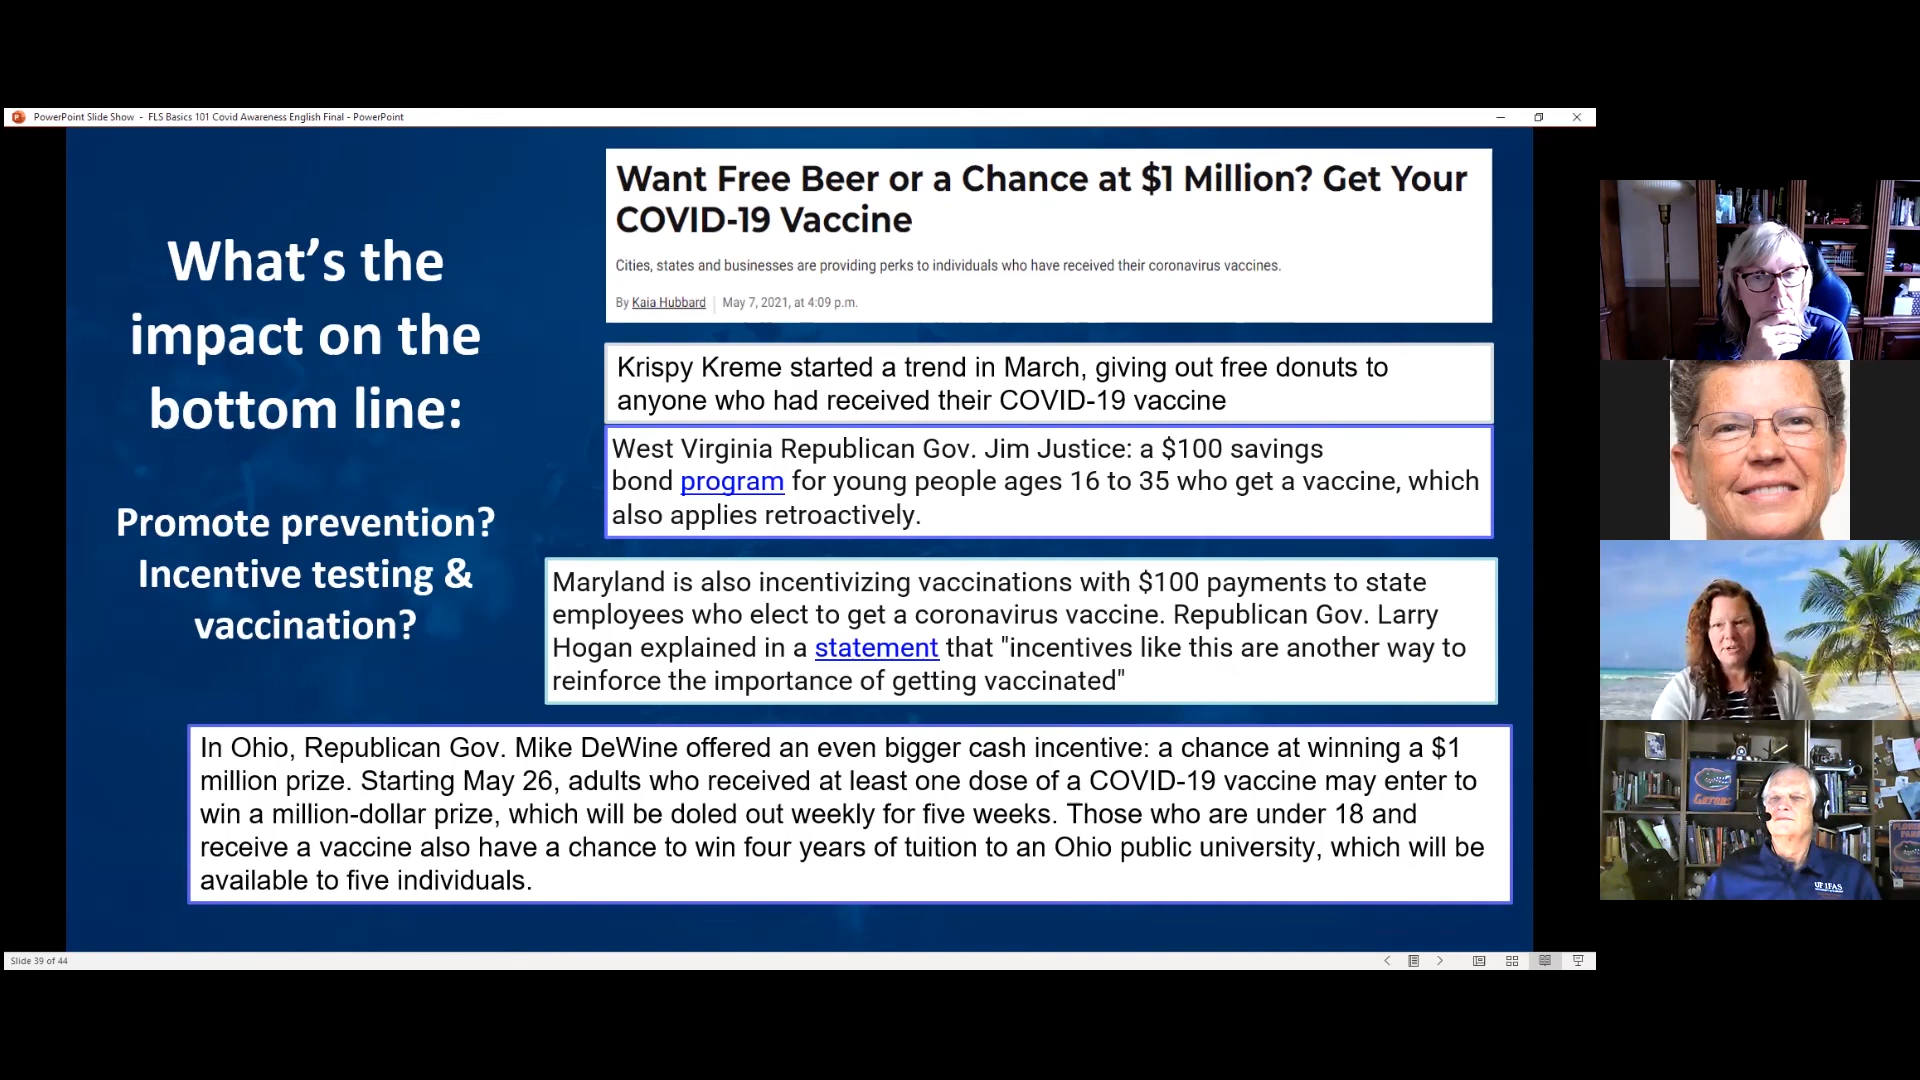 PowerPoint Slide Show - FLS Basics 101 Covid Awareness English Final - PowerPoint
What's the
impact on the
bottom line:
Promote prevention?
Incentive testing &
vaccination?
Want Free Beer or a Chance at $1 Million? Get Your
COVID-19 Vaccine
Cities, states and businesses are providing perks to individuals who have received their coronavirus vaccines.
By Kaia Hubbard | May 7, 2021, at 4:09 p.m.
Krispy Kreme started a trend in March, giving out free donuts to
anyone who had received their COVID-19 vaccine
West Virginia Republican Gov. Jim Justice: a $100 savings
bond program for young people ages 16 to 35 who get a vaccine, which
also applies retroactively.
Maryland is also incentivizing vaccinations with $100 payments to state
employees who elect to get a coronavirus vaccine. Republican Gov. Larry
Hogan explained in a statement that "incentives like this are another way to
reinforce the importance of getting vaccinated"
In Ohio, Republican Gov. Mike DeWine offered an even bigger cash incentive: a chance at winning a $1
million prize. Starting May 26, adults who received at least one dose of a COVID-19 vaccine may enter to
win a million-dollar prize, which will be doled out weekly for five weeks. Those who are under 18 and
receive a vaccine also have a chance to win four years of tuition to an Ohio public university, which will be
available to five individuals.
Slide 39 of 44
GATORS
UF IFAS